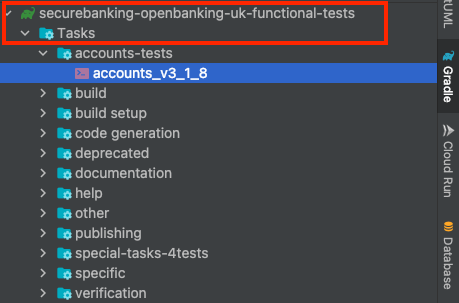 securebanking-openbanking-uk-functional-tests
Tasks
accounts-tests
accounts_v3_1_8
build
build setup
code generation
deprecated
documentation
help
other
publishing
special-tasks-4tests
specific
verification
Gradle
Cloud Run
Database